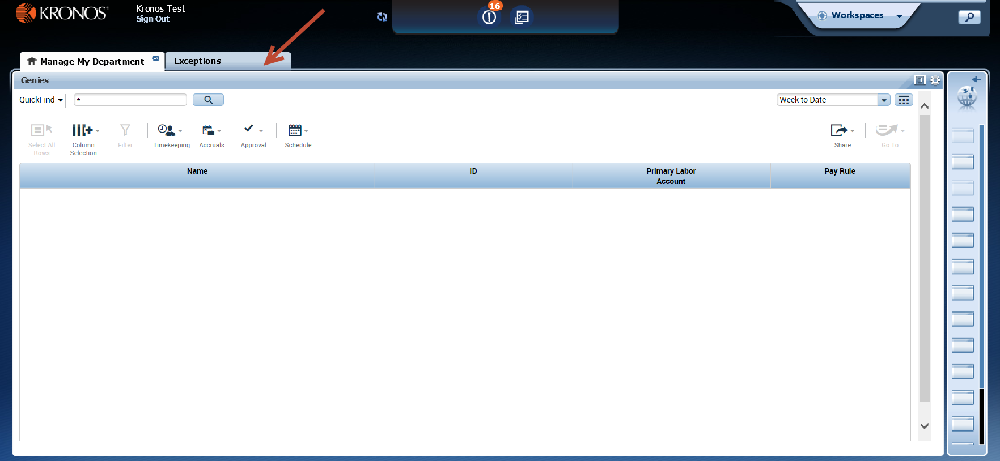 KRONOS
Kronos Test
Sign Out
16
Workspaces
Manage My Department
Exceptions
Genies
QuickFind
*
Week to Date
Select All
Rows
Column
Selection
Filter
Timekeeping
Accruals
Approval
Schedule
Share
Go To
Name
ID
Primary Labor
Account
Pay Rule